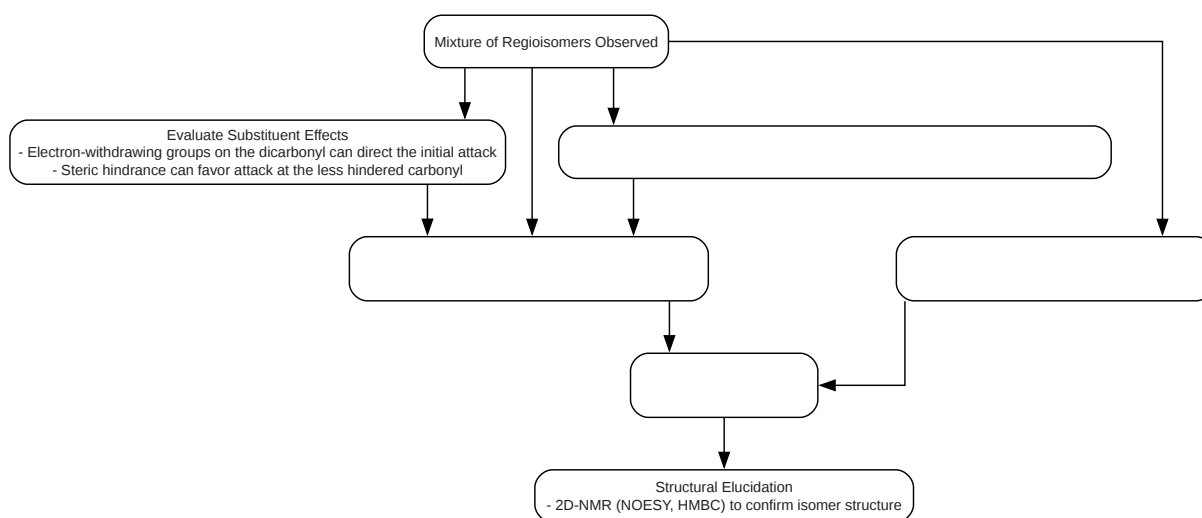 Mixture of Regioisomers Observed
Evaluate Substituent Effects
- Electron-withdrawing groups on the dicarbonyl can direct the initial attack
- Steric hindrance can favor attack at the less hindered carbonyl
Structural Elucidation
- 2D-NMR (NOESY, HMBC) to confirm isomer structure